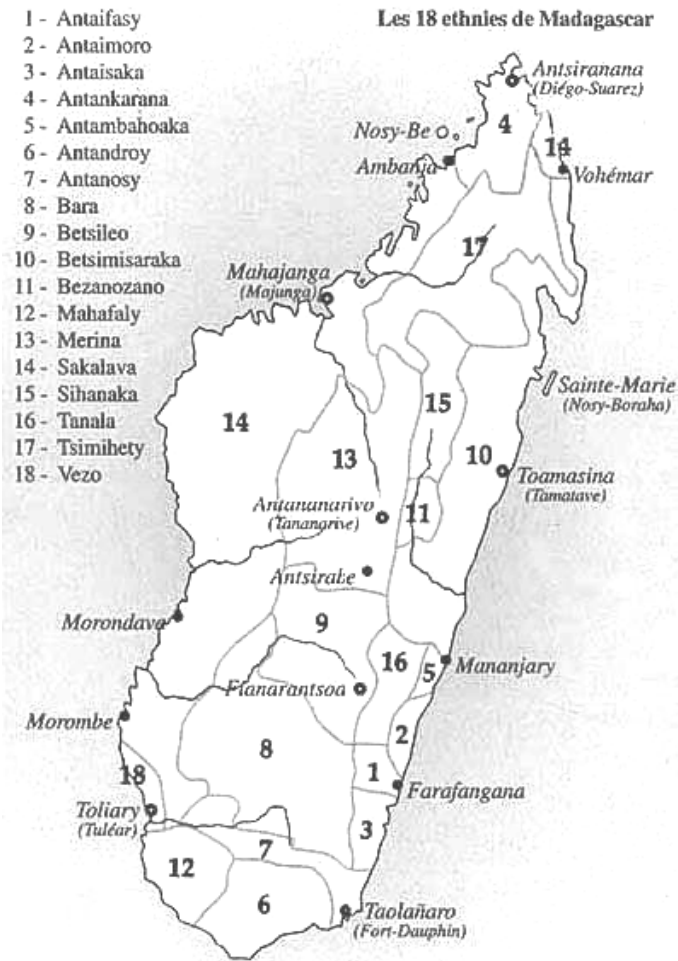 Les 18 ethnies de Madagascar
1 - Antaifasy
2 - Antaimoro
3 - Antaisaka
4 - Antankarana
5 - Antambahoaka
6 - Antandroy
7 - Antanosy
8 - Bara
9 - Betsileo
10 - Betsimisaraka
11 - Bezanozano
12 - Mahafaly
13 - Merina
14 - Sakalava
15 - Sihanaka
16 - Tanala
17 - Tsimihety
18 - Vezo
Antsiranana
(Diégo-Suarez)
4
Nosy-Be
14
Ambanja
Vohémar
17
Mahajanga
(Majunga)
Sainte-Marie
(Nosy-Boraha)
15
14
13
10
Toamasina
(Tamatave)
Antananarivo
(Tananarive)
11
Antsirabe
Morondava
9
16
5
Mananjary
Fianarantsoa
Morombe
2
8
18
1
Farafangana
Toliary
(Tuléar)
3
7
12
6
Taolañaro
(Fort-Dauphin)